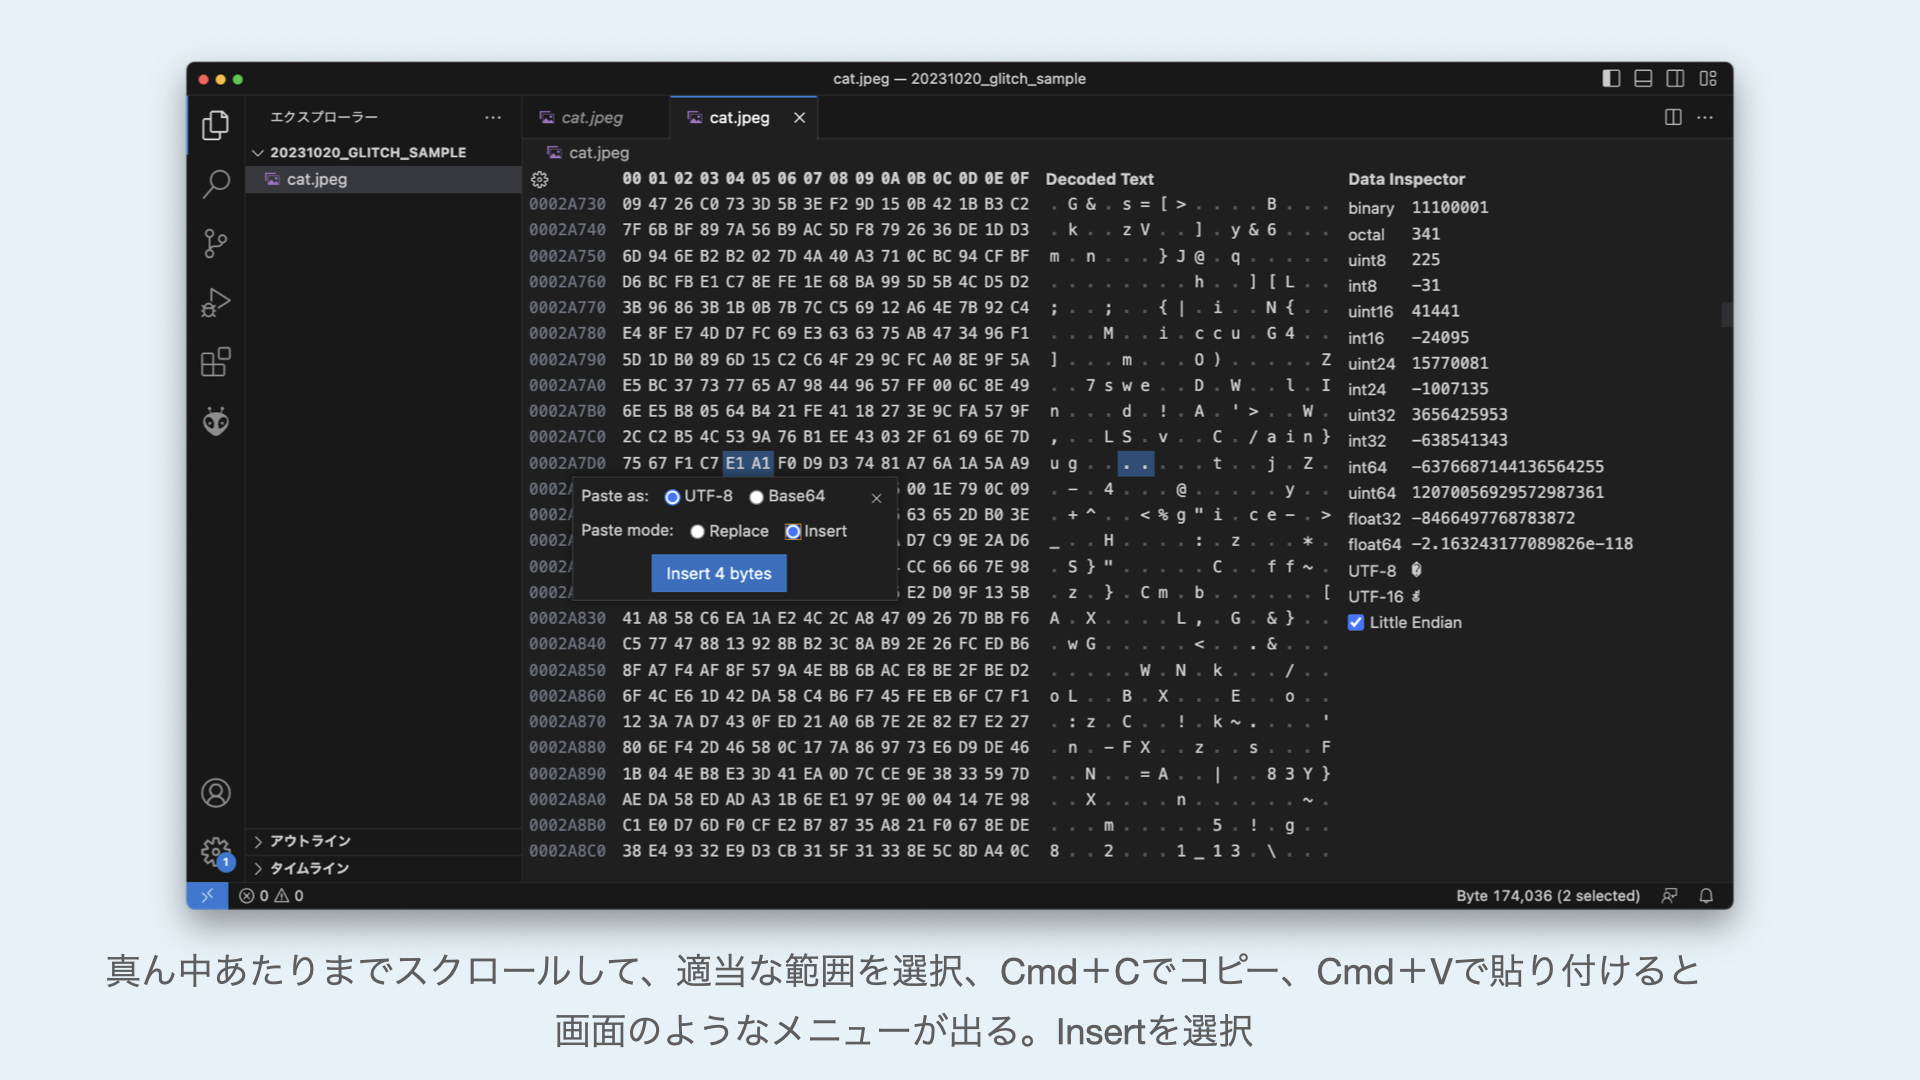 cat.jpeg — 20231020_glitch_sample
エクスプローラー ···
cat.jpeg
cat.jpeg
20231020_GLITCH_SAMPLE
cat.jpeg
cat.jpeg
00 01 02 03 04 05 06 07 08 09 0A 0B 0C 0D 0E 0F Decoded Text
0002A730 09 47 26 C0 73 3D 5B 3E F2 9D 15 0B 42 1B B3 C2 . G & . s = [ > . . . . B . . .
0002A740 7F 6B BF 89 7A 56 B9 AC 5D F8 79 26 36 DE 1D D3 . k . . z V . . ] . y & 6 . . .
0002A750 6D 94 6E B2 B2 02 7D 4A 40 A3 71 0C BC 94 CF BF m . n . . . } J @ . q . . . . .
0002A760 D6 BC FB E1 C7 8E FE 1E 68 BA 99 5D 5B 4C D5 D2 . . . . . . . . h . . ] [ L . .
0002A770 3B 96 86 3B 1B 0B 7B 7C C5 69 12 A6 4E 7B 92 C4 ; . . ; . . { | . i . . N { . .
0002A780 E4 8F E7 4D D7 FC 69 E3 63 63 75 AB 47 34 96 F1 . . . M . . i . c c u . G 4 . .
0002A790 5D 1D B0 89 6D 15 C2 C6 4F 29 9C FC A0 8E 9F 5A ] . . . m . . . O ) . . . . . Z
0002A7A0 E5 BC 37 73 77 65 A7 98 44 96 57 FF 00 6C 8E 49 . . 7 s w e . . D . W . . l . I
0002A7B0 6E E5 B8 05 64 B4 21 FE 41 18 27 3E 9C FA 57 9F n . . . d . ! . A . ' > . . W .
0002A7C0 2C C2 B5 4C 53 9A 76 B1 EE 43 03 2F 61 69 6E 7D , . . L S . v . . C . / a i n }
0002A7D0 75 67 F1 C7 E1 A1 F0 D9 D3 74 81 A7 6A 1A 5A A9 u g . . . . . . . t . . j . Z .
0002A 00 1E 79 0C 09 . – . 4 . . . @ . . . . . y . .
0002A 63 65 2D B0 3E . + ^ . . < % g " i . c e – . >
0002A D7 C9 9E 2A D6 _ . . H . . . . : . z . . . * .
0002A CC 66 66 7E 98 . S } " . . . . . C . . f f ~ .
0002A E2 D0 9F 13 5B . z . } . C m . b . . . . . . [
Paste as: UTF-8 Base64
Paste mode: Replace Insert
Insert 4 bytes
0002A830 41 A8 58 C6 EA 1A E2 4C 2C A8 47 09 26 7D BB F6 A . X . . . . L , . G . & } . .
0002A840 C5 77 47 88 13 92 8B B2 3C 8A B9 2E 26 FC ED B6 . w G . . . . . < . . . & . . .
0002A850 8F A7 F4 AF 8F 57 9A 4E BB 6B AC E8 BE 2F BE D2 . . . . . W . N . k . . . / . .
0002A860 6F 4C E6 1D 42 DA 58 C4 B6 F7 45 FE EB 6F C7 F1 o L . . B . X . . . E . . o . .
0002A870 12 3A 7A D7 43 0F ED 21 A0 6B 7E 2E 82 E7 E2 27 . : z . C . . ! . k ~ . . . . '
0002A880 80 6E F4 2D 46 58 0C 17 7A 86 97 73 E6 D9 DE 46 . n . – F X . . z . . s . . . F
0002A890 1B 04 4E B8 E3 3D 41 EA 0D 7C CE 9E 38 33 59 7D . . N . . = A . . | . . 8 3 Y }
0002A8A0 AE DA 58 ED AD A3 1B 6E E1 97 9E 00 04 14 7E 98 . . X . . . . n . . . . . . ~ .
0002A8B0 C1 E0 D7 6D F0 CF E2 B7 87 35 A8 21 F0 67 8E DE . . . m . . . . . 5 . ! . g . .
0002A8C0 38 E4 93 32 E9 D3 CB 31 5F 31 33 8E 5C 8D A4 0C 8 . . 2 . . . 1 _ 1 3 . \ . . .
Data Inspector
binary 11100001
octal 341
uint8 225
int8 -31
uint16 41441
int16 -24095
uint24 15770081
int24 -1007135
uint32 3656425953
int32 -638541343
int64 -6376687144136564255
uint64 12070056929572987361
float32 -8466497768783872
float64 -2.163243177089826e-118
UTF-8 �
UTF-16
Little Endian
アウトライン
タイムライン
1
0 0
Byte 174,036 (2 selected)
真ん中あたりまでスクロールして、適当な範囲を選択、Cmd＋Cでコピー、Cmd＋Vで貼り付けると
画面のようなメニューが出る。Insertを選択